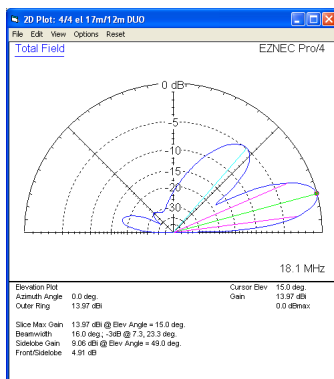 2D Plot: 4/4 el 17m/12m DUO
File Edit View Options Reset
Total Field EZNEC Pro/4
0 dB
-5
-10
-15
-20
-30
18.1 MHz
Elevation Plot Cursor Elev 15.0 deg.
Azimuth Angle 0.0 deg. Gain 13.97 dBi
Outer Ring 13.97 dBi 0.0 dBmax
Slice Max Gain 13.97 dBi @ Elev Angle = 15.0 deg.
Beamwidth 16.0 deg.; -3dB @ 7.3, 23.3 deg.
Sidelobe Gain 9.06 dBi @ Elev Angle = 49.0 deg.
Front/Sidelobe 4.91 dB